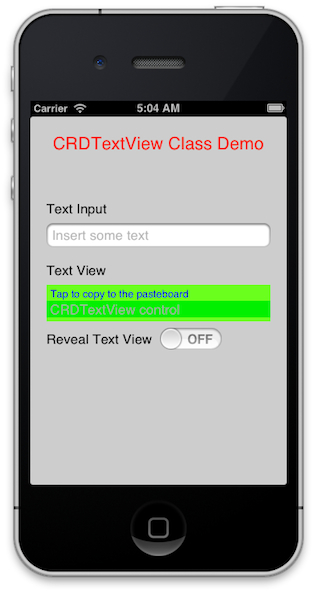 Carrier 5:04 AM
CRDTextView Class Demo
Text Input
Insert some text
Text View
Tap to copy to the pasteboard
CRDTextView control
Reveal Text View OFF